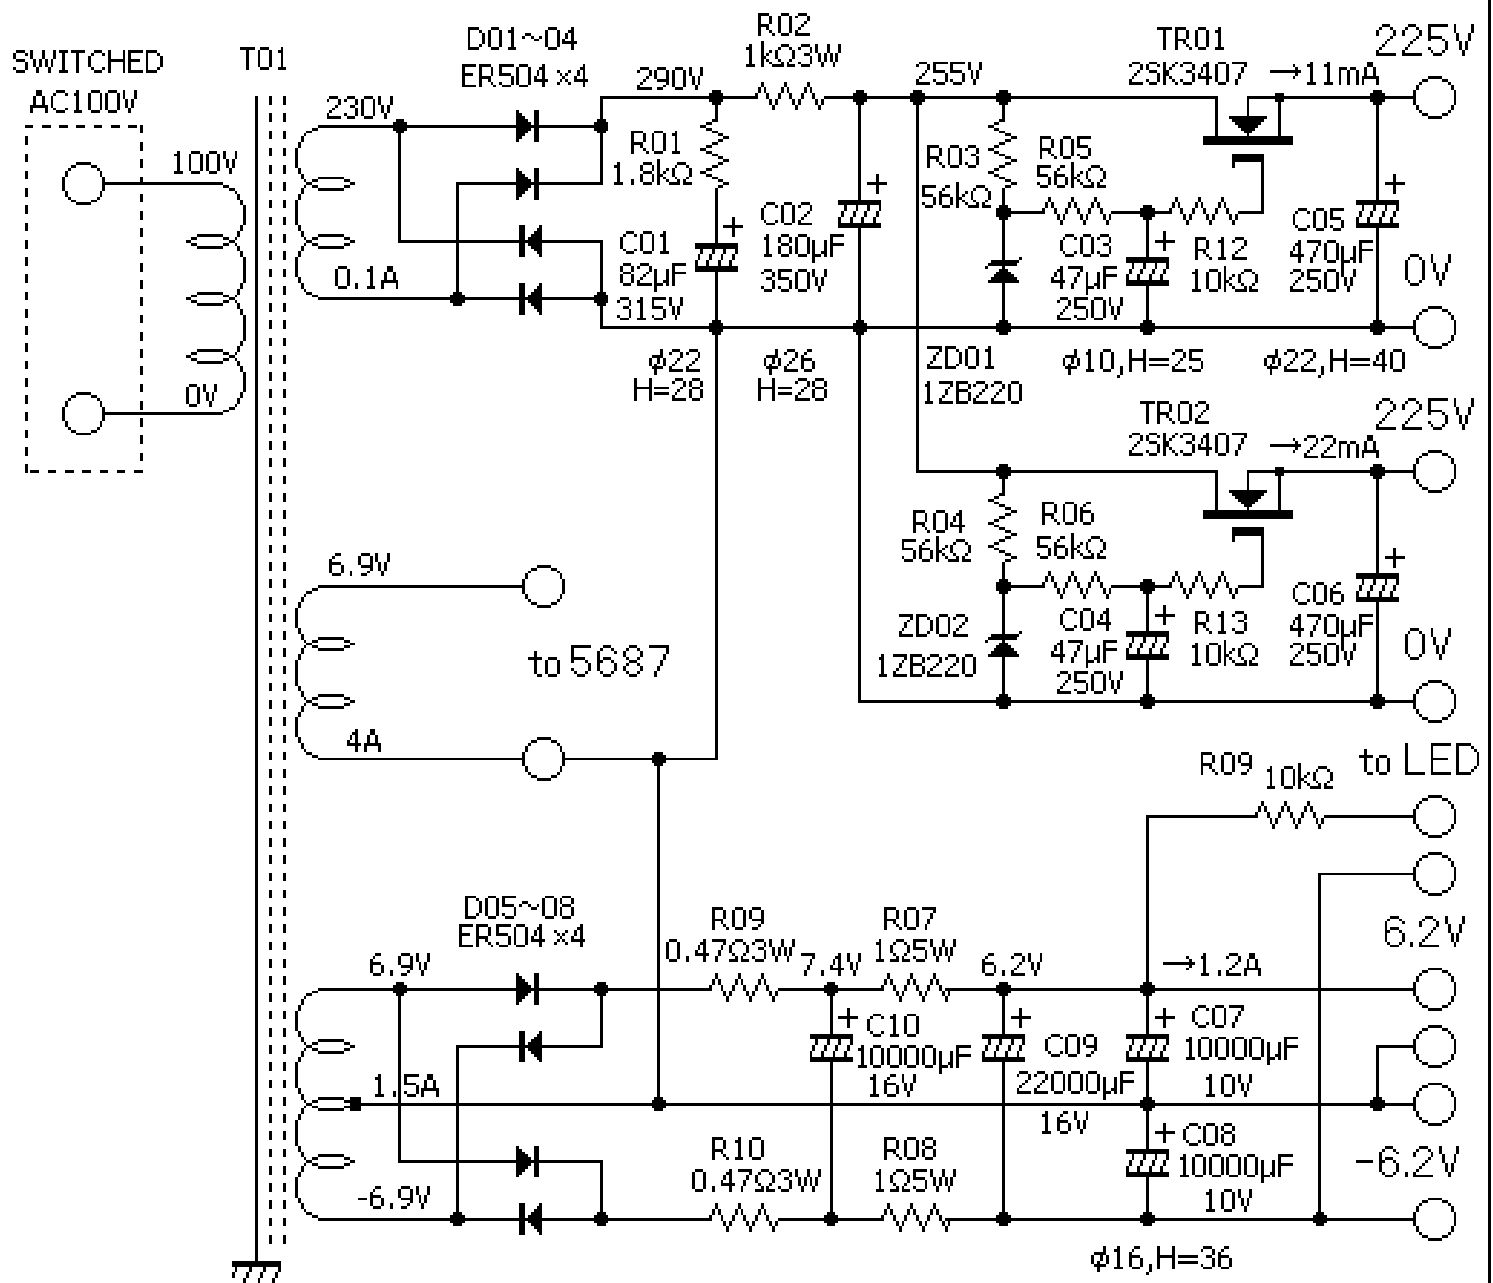 SWITCHED
AC100V
T01
100V
0V
D01~04
ER504×4
230V
0.1A
290V
R02
1kΩ3W
R01
1.8kΩ
C01
82μF
315V
φ22
H=28
C02
180μF
350V
φ26
H=28
255V
R03
56kΩ
R05
56kΩ
C03
47μF
250V
R12
10kΩ
TR01
2SK3407
→11mA
225V
C05
470μF
250V
0V
ZD01
1ZB220
φ10,H=25
φ22,H=40
TR02
2SK3407
→22mA
225V
R04
56kΩ
R06
56kΩ
ZD02
1ZB220
C04
47μF
250V
R13
10kΩ
C06
470μF
250V
0V
6.9V
to 5687
4A
R09
10kΩ
to LED
D05~08
ER504×4
6.9V
1.5A
-6.9V
R09
0.47Ω3W
7.4V
R07
1Ω5W
6.2V
→1.2A
6.2V
C10
10000μF
16V
C09
22000μF
16V
C07
10000μF
10V
R10
0.47Ω3W
R08
1Ω5W
C08
10000μF
10V
-6.2V
φ16,H=36